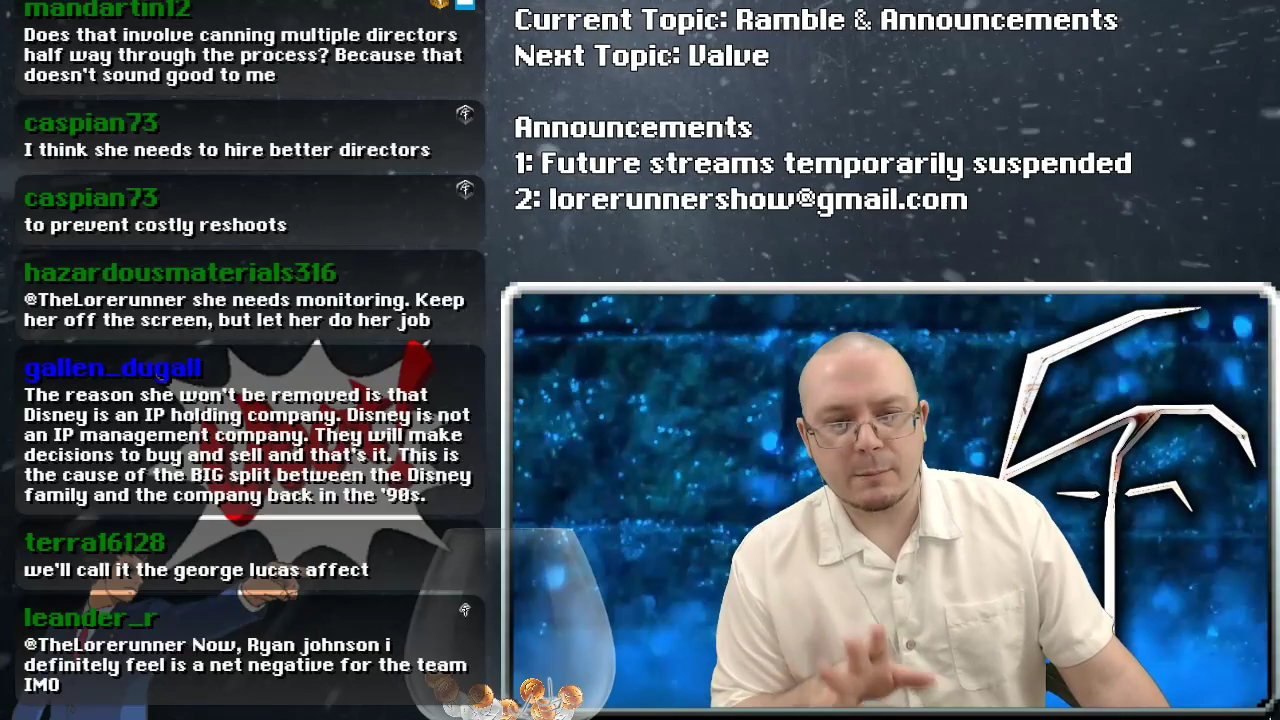 mandartin12
Does that involve canning multiple directors
half way through the process? Because that
doesn't sound good to me
caspian73
I think she needs to hire better directors
caspian73
to prevent costly reshoots
hazardousmaterials316
@TheLorerunner she needs monitoring. Keep
her off the screen, but let her do her job
gallen_dugall
The reason she won't be removed is that
Disney is an IP holding company. Disney is not
an IP management company. They will make
decisions to buy and sell and that's it. This is
the cause of the BIG split between the Disney
family and the company back in the '90s.
terra16128
we'll call it the george lucas affect
leander_r
@TheLorerunner Now, Ryan johnson i
definitely feel is a net negative for the team
IMO
Current Topic: Ramble & Announcements
Next Topic: Valve
Announcements
1: Future streams temporarily suspended
2: lorerunnershow@gmail.com